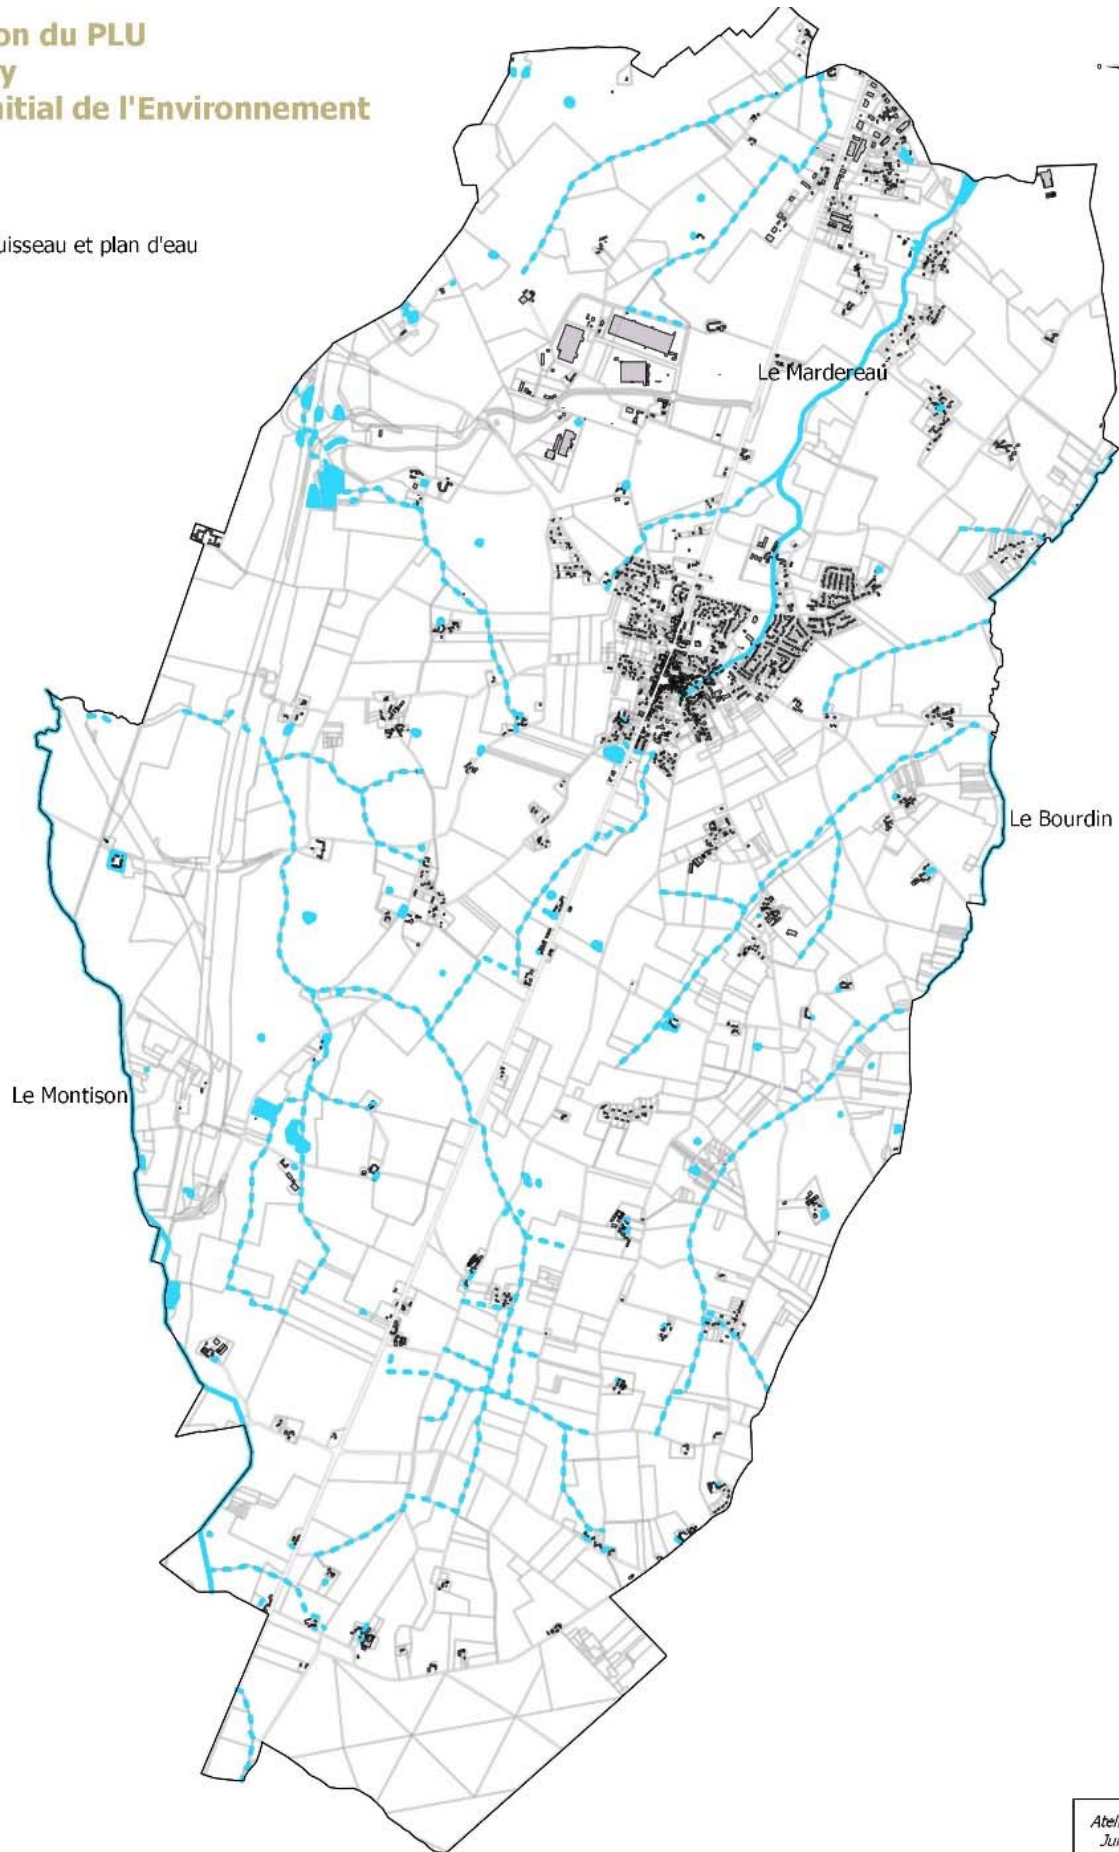 on du PLU
y
nitial de l'Environnement
uisseau et plan d'eau
Le Mardereau
Le Bourdin
Le Montison